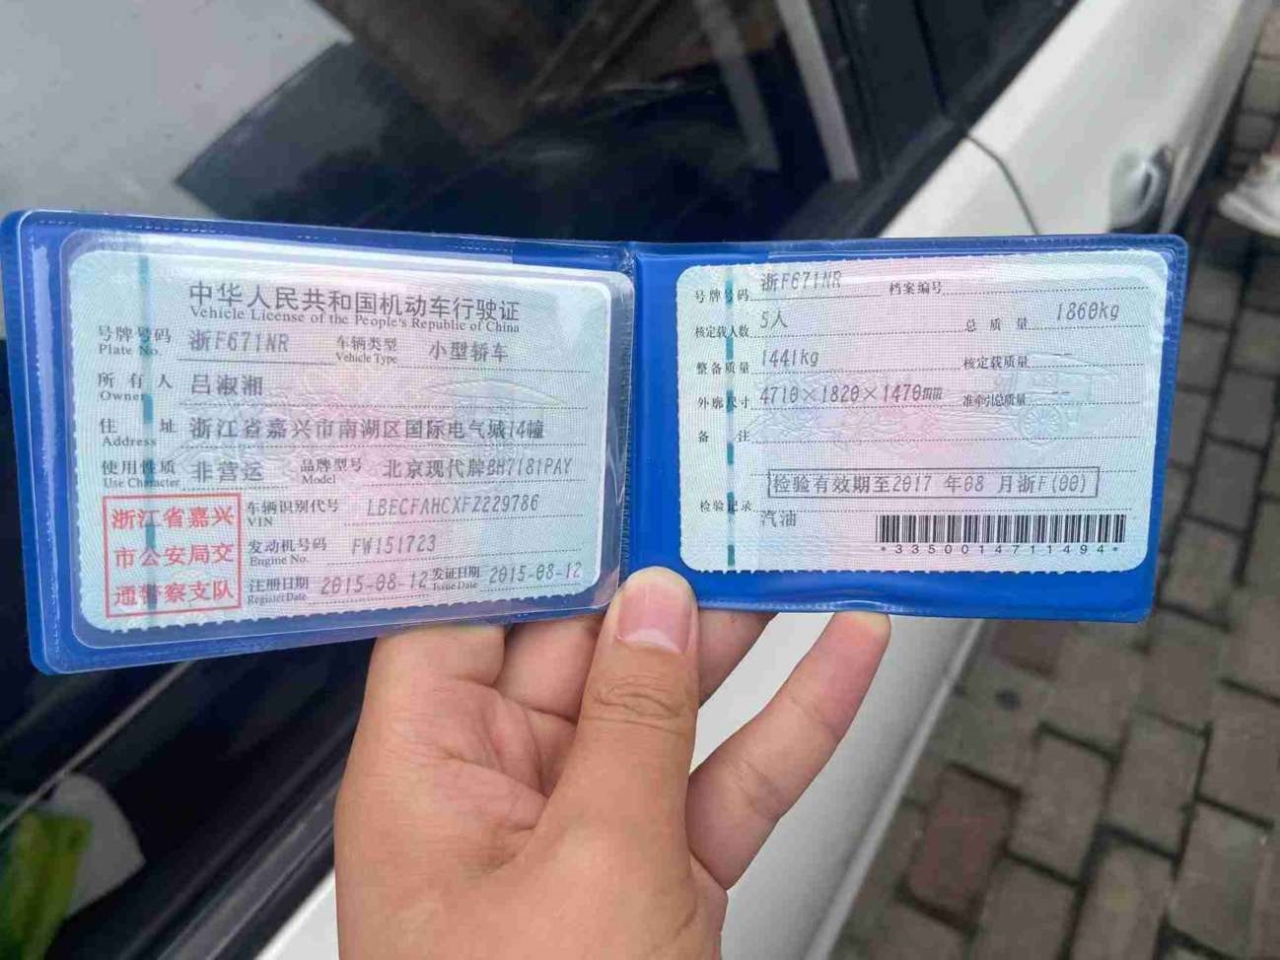 中华人民共和国机动车行驶证
Vehicle License of the People's Republic of China
号牌号码 浙F671NR 车辆类型 小型轿车
Plate No. Vehicle Type
所有人 吕淑湘
Owner
住址 浙江省嘉兴市南湖区国际电气城14幢
Address
使用性质 非营运 品牌型号 北京现代牌BH7181PAY
Use Character Model
浙江省嘉兴
市公安局交
通警察支队
车辆识别代号 LBECFAHCXFZ229786
VIN
发动机号码 FW151723
Engine No.
注册日期 2015-08-12 发证日期 2015-08-12
Register Date Issue Date
号牌号码 浙F671NR 档案编号
核定载人数 5人 总质量 1860kg
整备质量 1441kg 核定载质量 --
外廓尺寸 4710×1820×1470mm 准牵引总质量 --
备注
检验有效期至2017 年08 月浙F(00)
检验记录
汽油
*3350014711494*